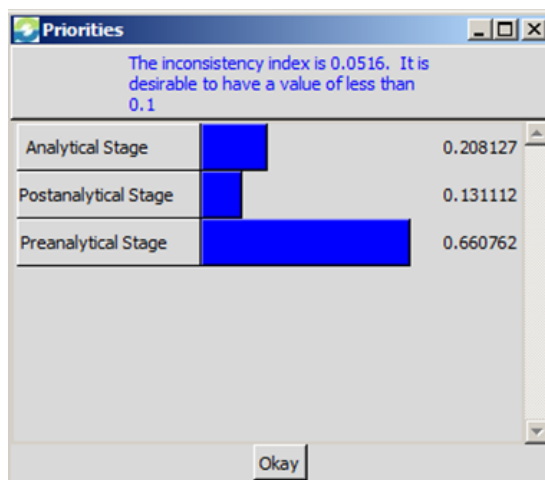 Priorities
The inconsistency index is 0.0516. It is
desirable to have a value of less than
0.1
Analytical Stage 0.208127
Postanalytical Stage 0.131112
Preanalytical Stage 0.660762
Okay